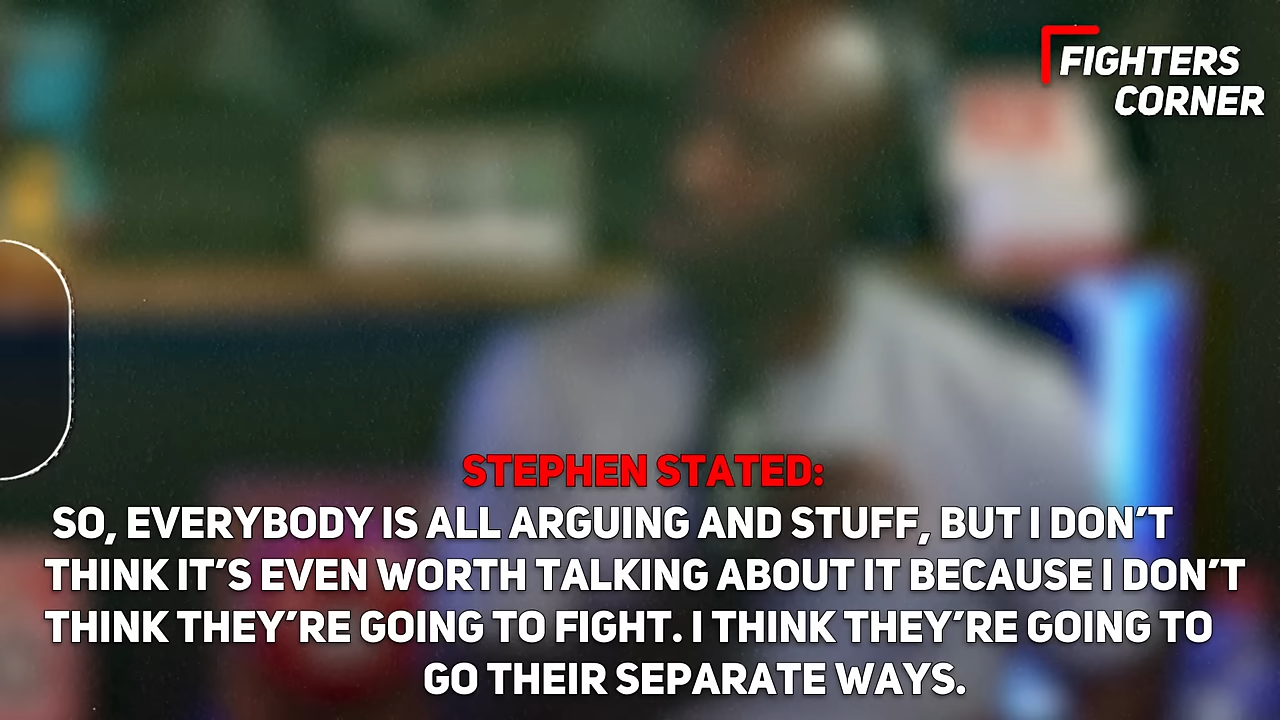 FIGHTERS
CORNER
STEPHEN STATED:
SO, EVERYBODY IS ALL ARGUING AND STUFF, BUT I DON'T
THINK IT'S EVEN WORTH TALKING ABOUT IT BECAUSE I DON'T
THINK THEY'RE GOING TO FIGHT. I THINK THEY'RE GOING TO
GO THEIR SEPARATE WAYS.